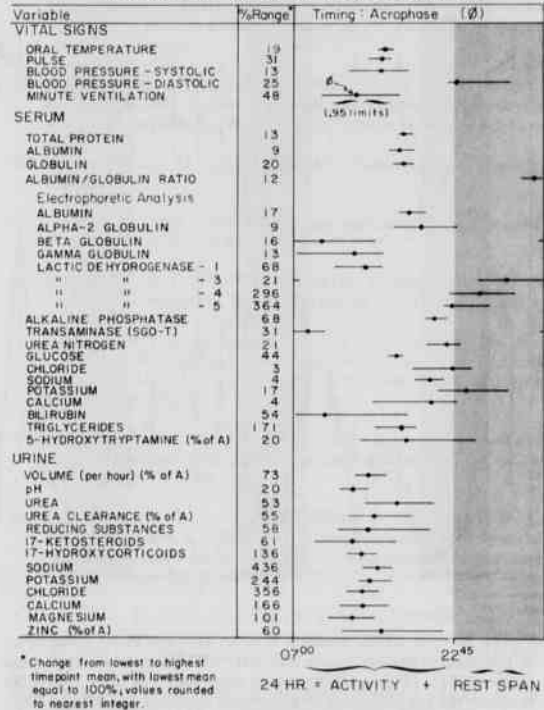 Variable %Range* Timing: Acrophase (Ø)
VITAL SIGNS
ORAL TEMPERATURE 19
PULSE 31
BLOOD PRESSURE - SYSTOLIC 13
BLOOD PRESSURE - DIASTOLIC 25
MINUTE VENTILATION 48
Ø
(.95 limits)
SERUM
TOTAL PROTEIN 13
ALBUMIN 9
GLOBULIN 20
ALBUMIN/GLOBULIN RATIO 12
Electrophoretic Analysis
ALBUMIN 17
ALPHA-2 GLOBULIN 9
BETA GLOBULIN 16
GAMMA GLOBULIN 13
LACTIC DEHYDROGENASE - 1 68
" " - 3 21
" " - 4 296
" " - 5 364
ALKALINE PHOSPHATASE 68
TRANSAMINASE (SGO-T) 31
UREA NITROGEN 21
GLUCOSE 44
CHLORIDE 3
SODIUM 4
POTASSIUM 17
CALCIUM 4
BILIRUBIN 54
TRIGLYCERIDES 171
5-HYDROXYTRYPTAMINE (% of A) 20
URINE
VOLUME (per hour) (% of A) 73
pH 20
UREA 53
UREA CLEARANCE (% of A) 55
REDUCING SUBSTANCES 58
17-KETOSTEROIDS 61
17-HYDROXYCORTICOIDS 136
SODIUM 436
POTASSIUM 244
CHLORIDE 356
CALCIUM 166
MAGNESIUM 101
ZINC (% of A) 60
07⁰⁰ 22⁴⁵
24 HR. = ACTIVITY + REST SPAN
* Change from lowest to highest
timepoint mean, with lowest mean
equal to 100%; values rounded
to nearest integer.